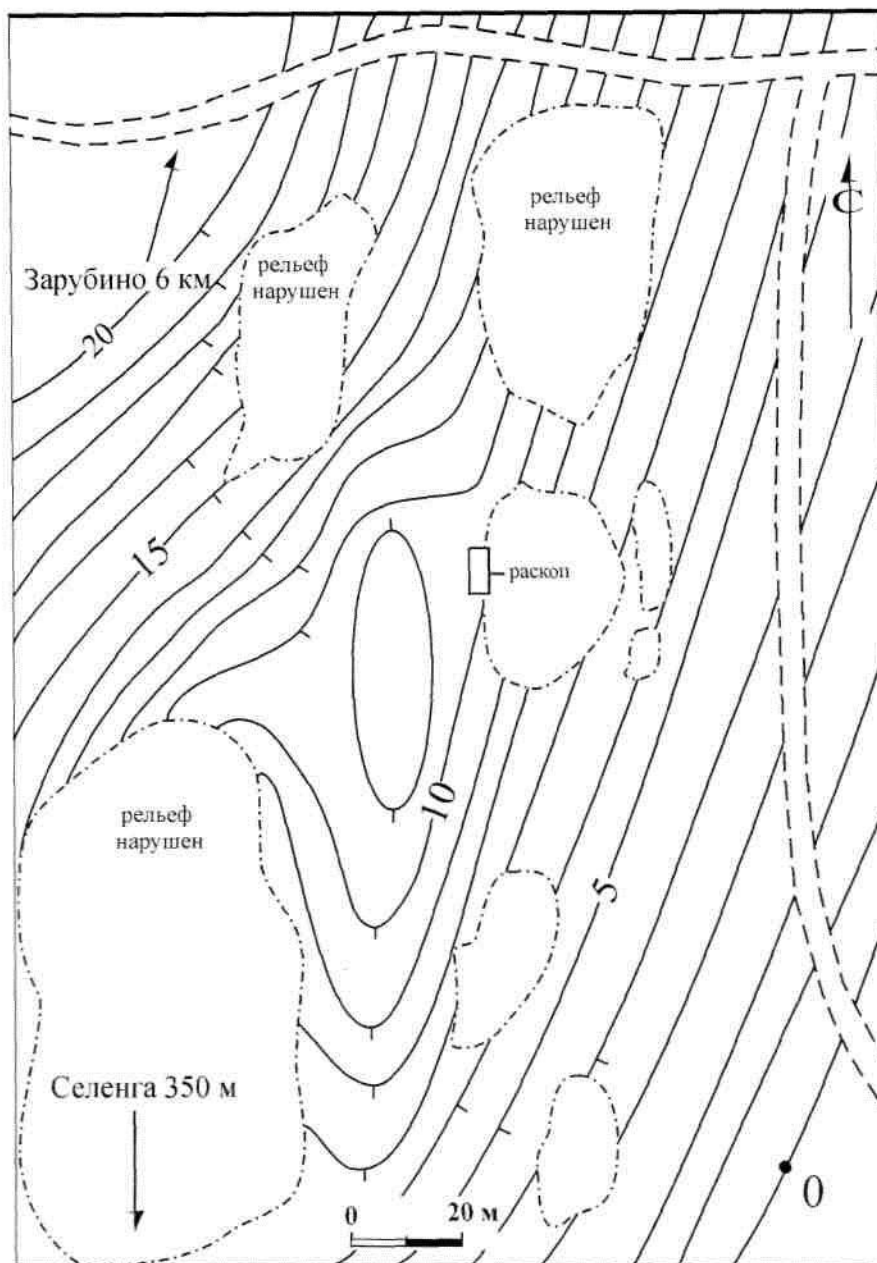 рельеф
нарушен
С
рельеф
нарушен
Зарубино 6 км
20
15
раскоп
10
рельеф
нарушен
5
Селенга 350 м
0
0 20 м